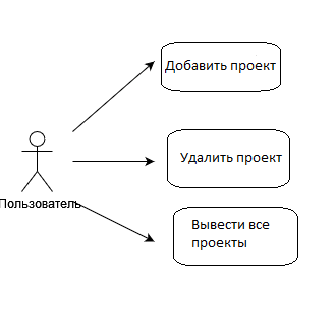 Добавить проект
Удалить проект
Пользователь
Вывести все
проекты